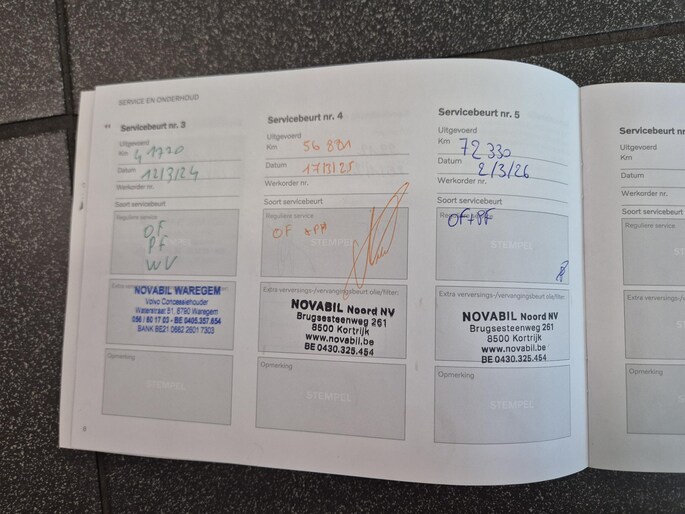 SERVICE EN ONDERHOUD
Servicebeurt nr. 3
Uitgevoerd
Km 41720
Datum 12/3/24
Werkorder nr.
Soort servicebeurt
Reguliere service
OF
PF
WV
Extra verversings-/vervangingsbeurt olie/filter:
NOVABIL WAREGEM
Volvo Concessiehouder
Waterstraat 51, 8790 Waregem
056 / 60 17 03 - BE 0405.357.654
Opmerking
STEMPEL
Servicebeurt nr. 4
Uitgevoerd
Km 56 881
Datum 17/3/25
Werkorder nr.
Soort servicebeurt
Reguliere service
OF
STEMPEL
Extra verversings-/vervangingsbeurt olie/filter:
NOVABIL Noord NV
Brugsesteenweg 261
8500 Kortrijk
www.novabil.be
BE 0430.325.454
Opmerking
STEMPEL
Servicebeurt nr. 5
Uitgevoerd
Km 72 330
Datum 2/3/26
Werkorder nr.
Soort servicebeurt
Reguliere service
OF+PF
STEMPEL
Extra verversings-/vervangingsbeurt olie/filter:
NOVABIL Noord NV
Brugsesteenweg 261
8500 Kortrijk
www.novabil.be
BE 0430.325.454
Opmerking
STEMPEL
Servicebeurt nr.
Uitgevoerd
Km
Datum
Werkorder nr.
Soort servicebeurt
Reguliere service
Extra verversings-/
Opmerking